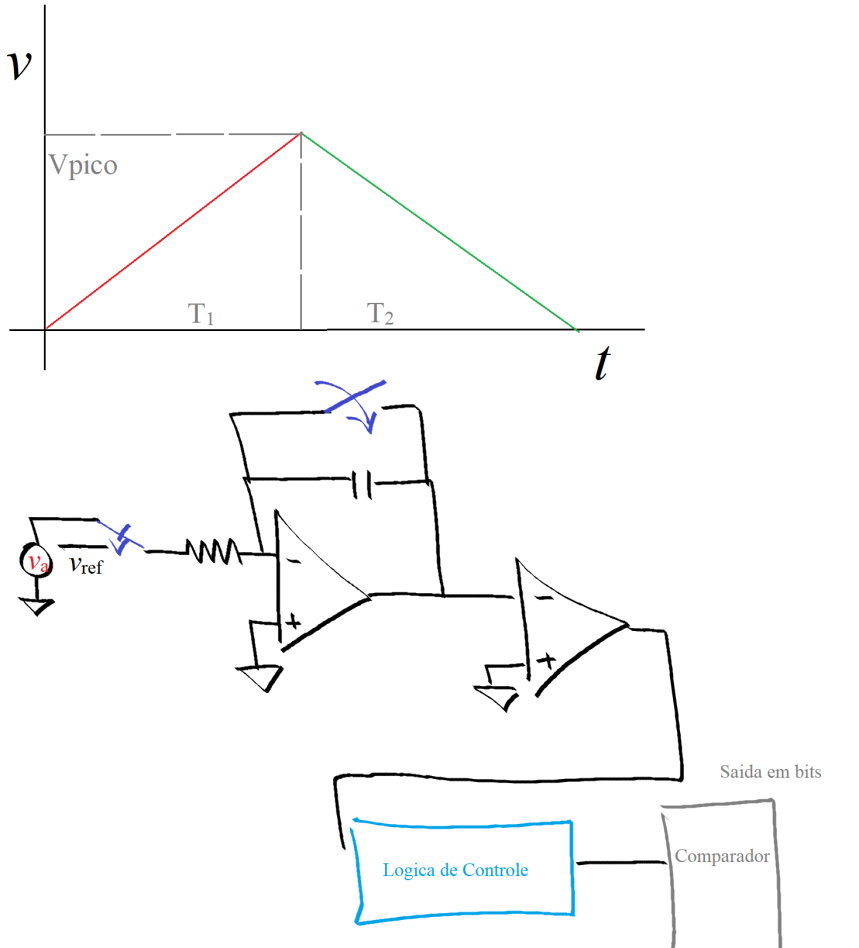 v
Vpico
T₁ T₂
t
vₐ
vref
-
+
-
+
Saida em bits
Comparador
Logica de Controle